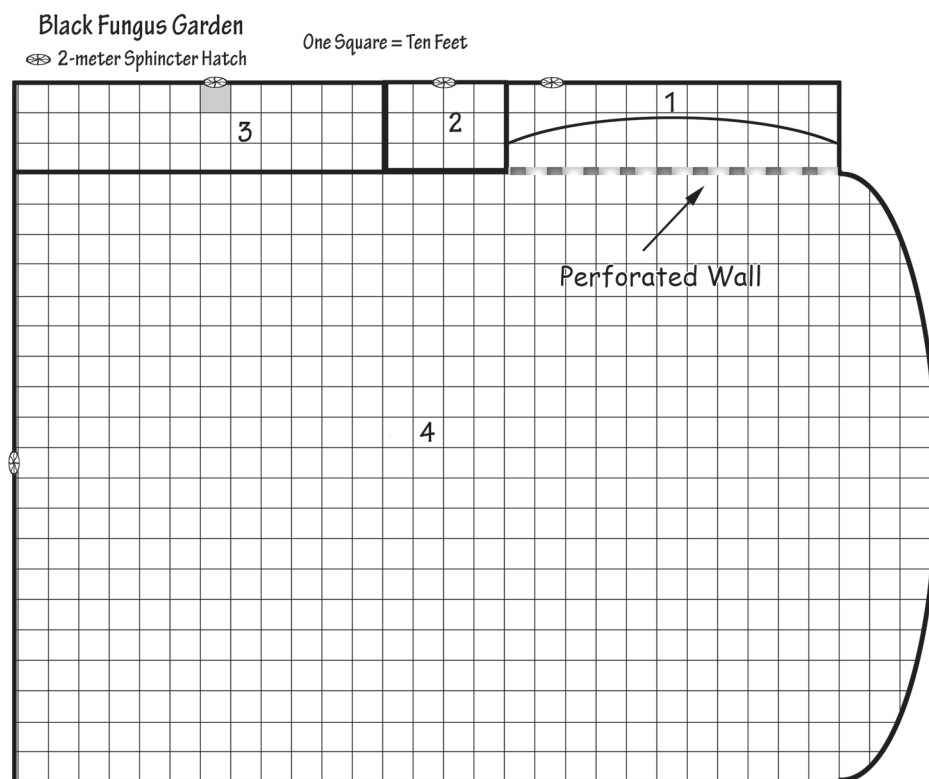 Black Fungus Garden
2-meter Sphincter Hatch
One Square = Ten Feet
1
2
3
Perforated Wall
4